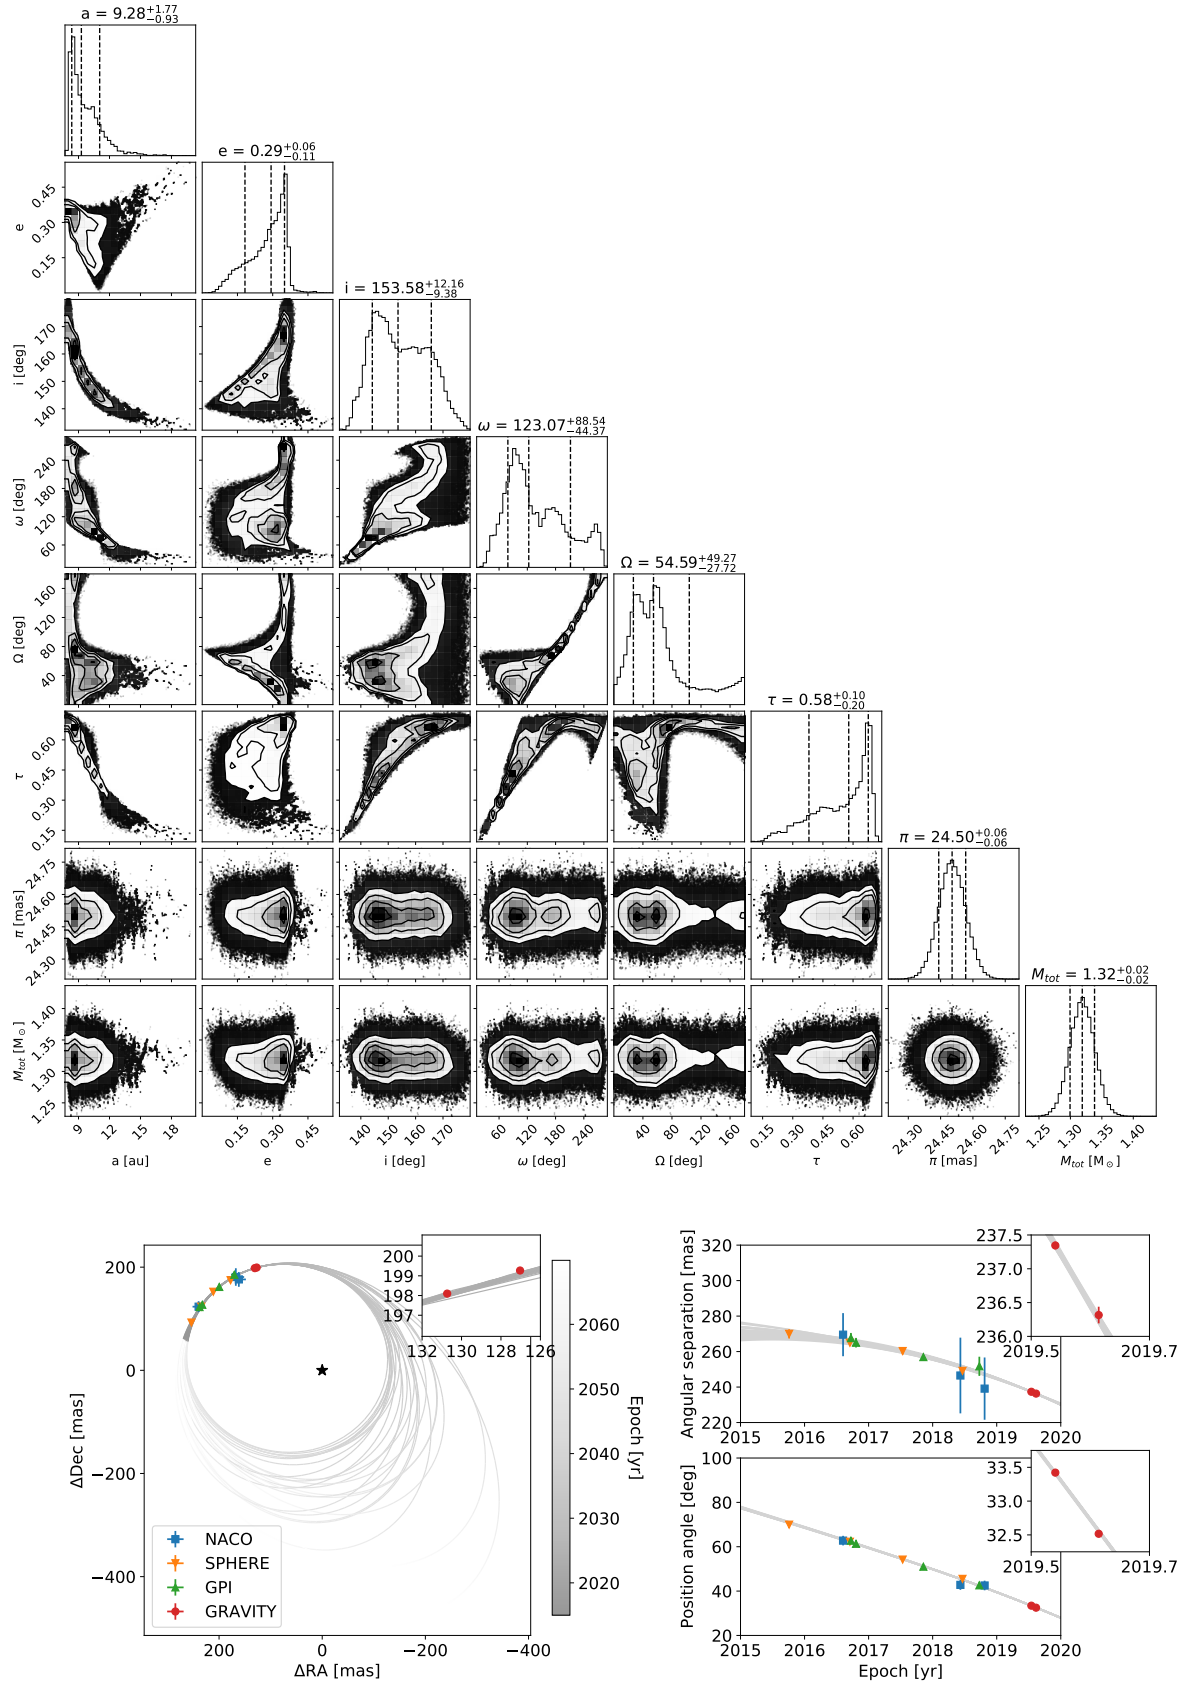 a = 9.28+1.77 −0.93
e = 0.29+0.06 −0.11
e
0.45
0.30
0.15
i = 153.58+12.16 −9.38
i [deg]
170
160
150
140
ω = 123.07+88.54 −44.37
ω [deg]
240
180
120
60
Ω = 54.59+49.27 −27.72
Ω [deg]
160
120
80
40
τ = 0.58+0.10 −0.20
τ
0.60
0.45
0.30
0.15
π = 24.50+0.06 −0.06
π [mas]
24.75
24.60
24.45
24.30
Mtot = 1.32+0.02 −0.02
Mtot [M⊙]
1.40
1.35
1.30
1.25
9 12 15 18
0.15 0.30 0.45
140 150 160 170
60 120 180 240
40 80 120 160
0.15 0.30 0.45 0.60
24.30 24.45 24.60 24.75
1.25 1.30 1.35 1.40
a [au] e i [deg] ω [deg] Ω [deg] τ π [mas] Mtot [M⊙]
ΔDec [mas]
200
0
−200
−400
200 0 −200 −400
ΔRA [mas]
200
199
198
197
132 130 128 126
NACO
SPHERE
GPI
GRAVITY
2060
2050
2040
2030
2020
Epoch [yr]
Angular separation [mas]
320
300
280
260
240
220
2015 2016 2017 2018 2019 2020
237.5
237.0
236.5
236.0
2019.5 2019.7
Position angle [deg]
100
80
60
40
20
2015 2016 2017 2018 2019 2020
Epoch [yr]
33.5
33.0
32.5
2019.5 2019.7